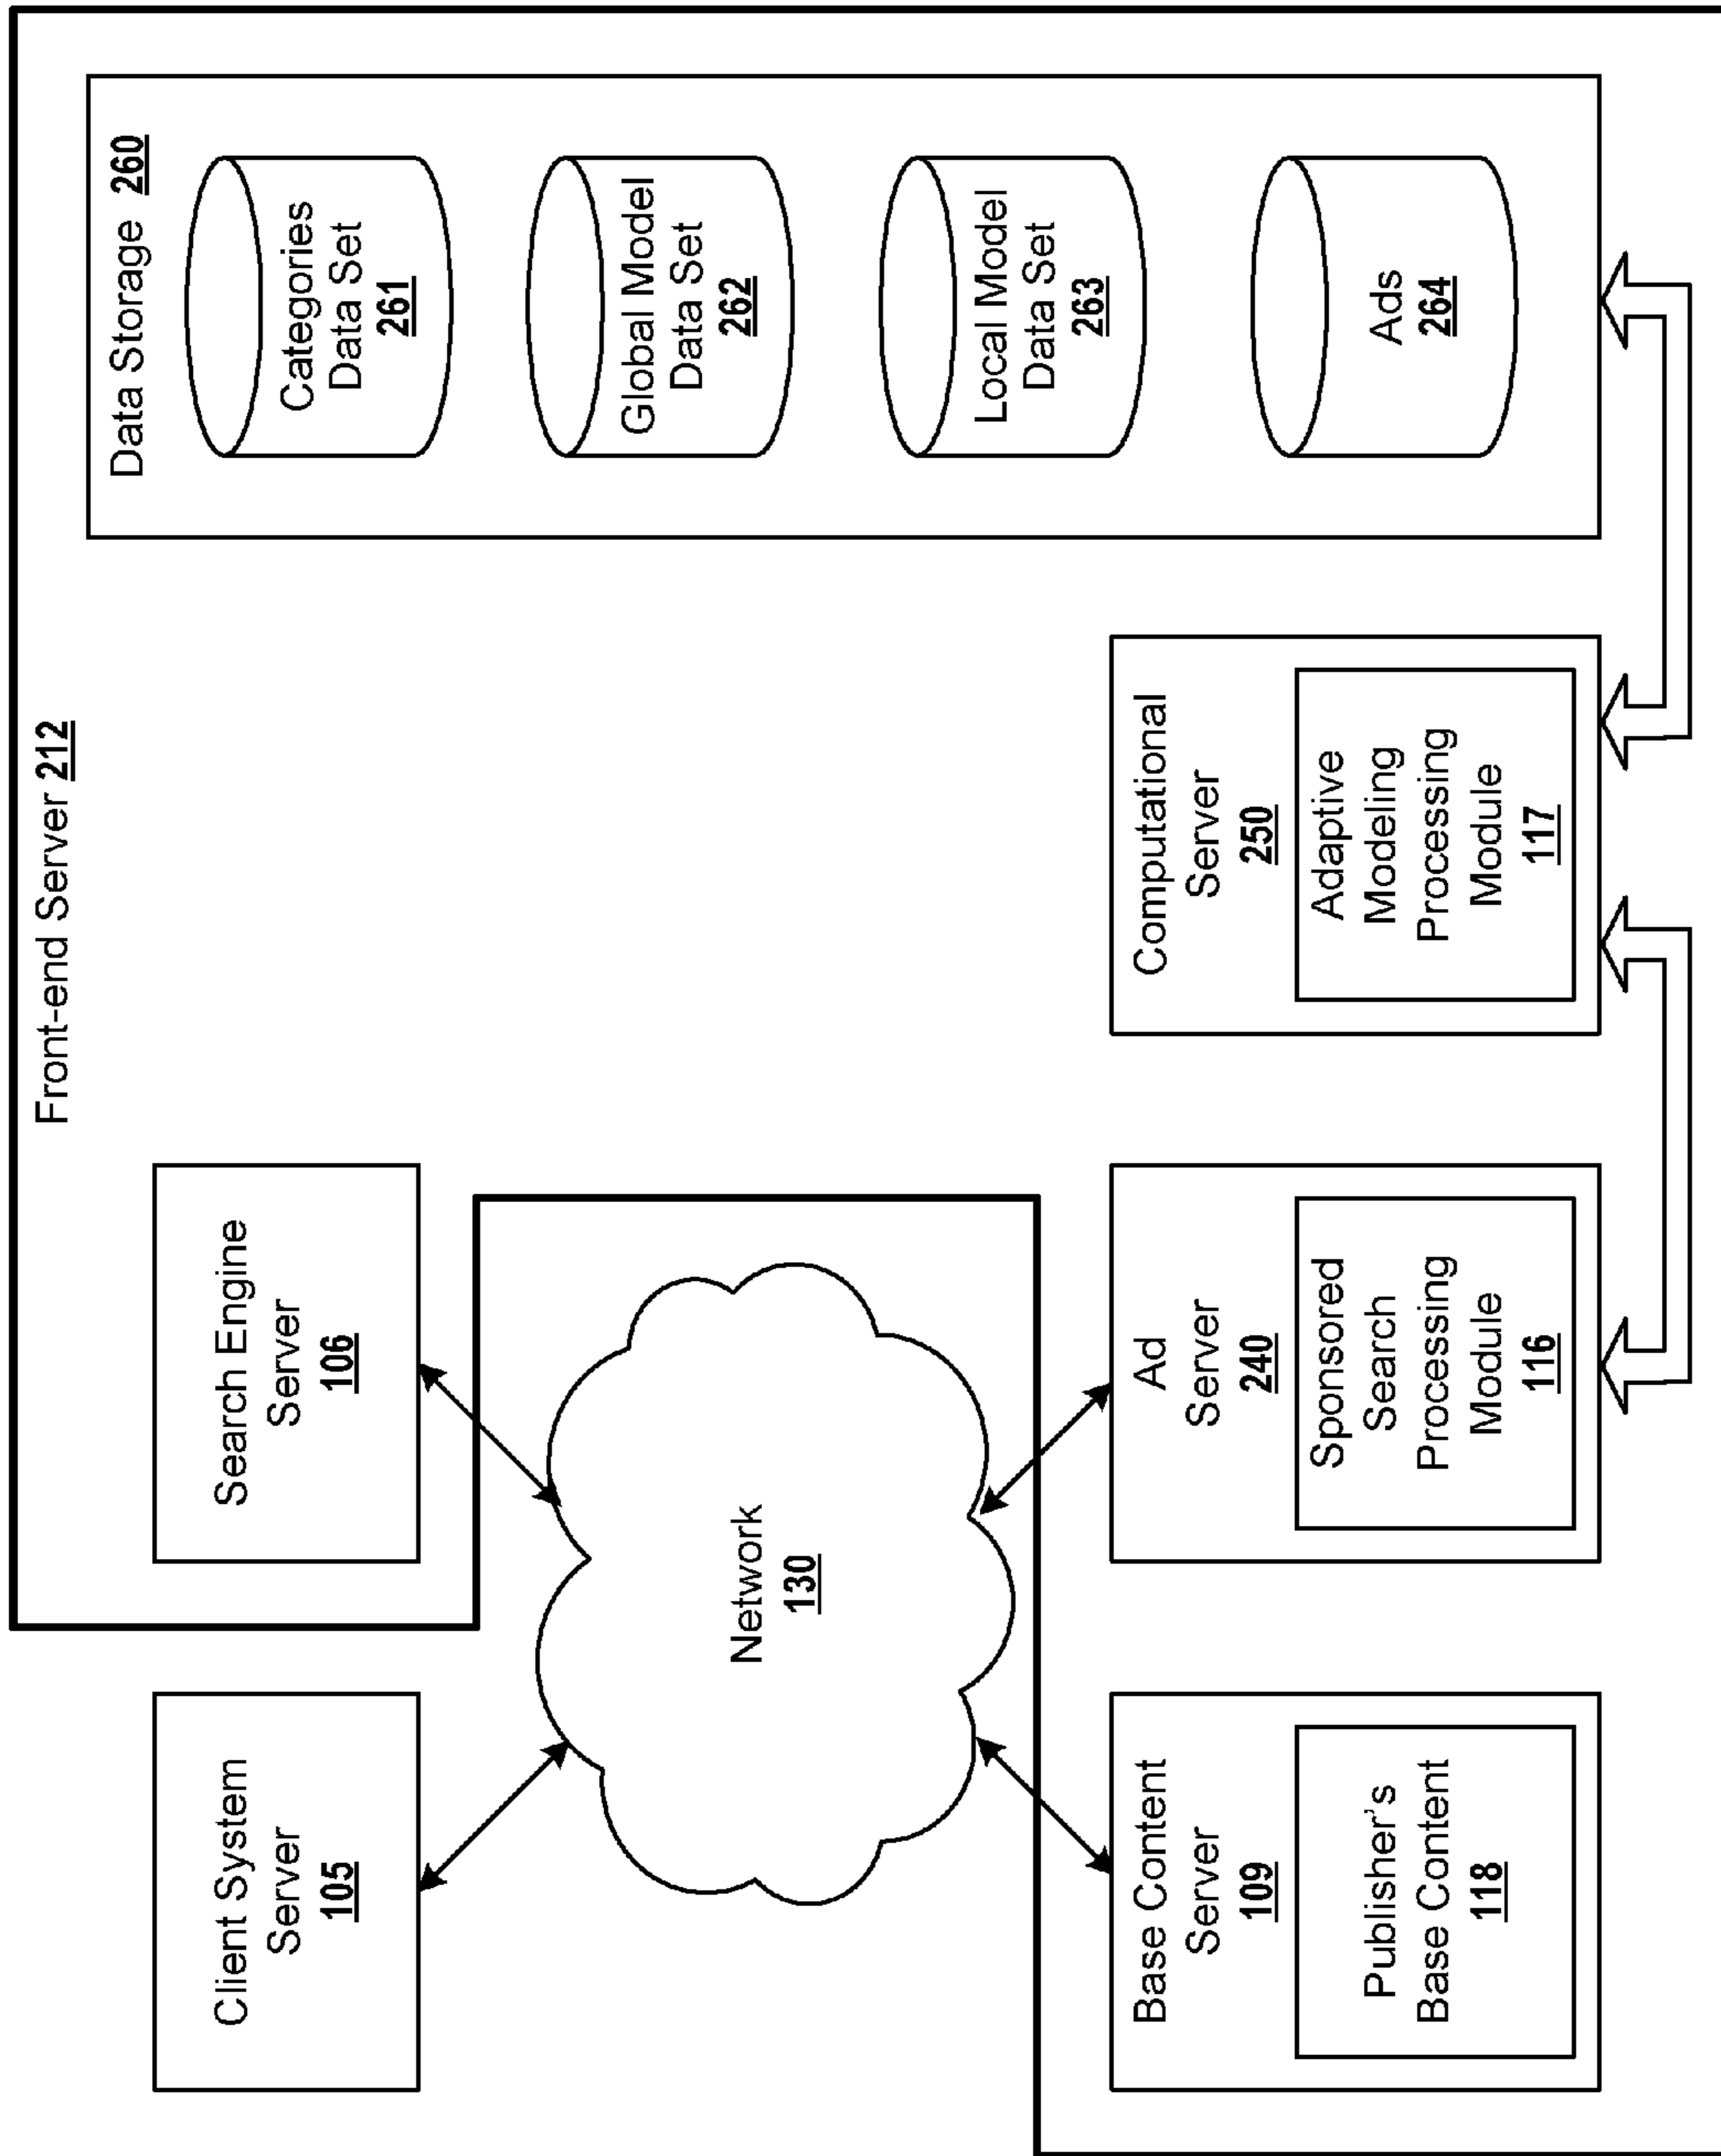 Front-end Server 212
Client System
Server
105
Search Engine
Server
106
Data Storage 260
Categories
Data Set
261
Global Model
Data Set
262
Local Model
Data Set
263
Ads
264
Network
130
Base Content
Server
109
Publisher's
Base Content
118
Ad
Server
240
Sponsored
Search
Processing
Module
116
Computational
Server
250
Adaptive
Modeling
Processing
Module
117